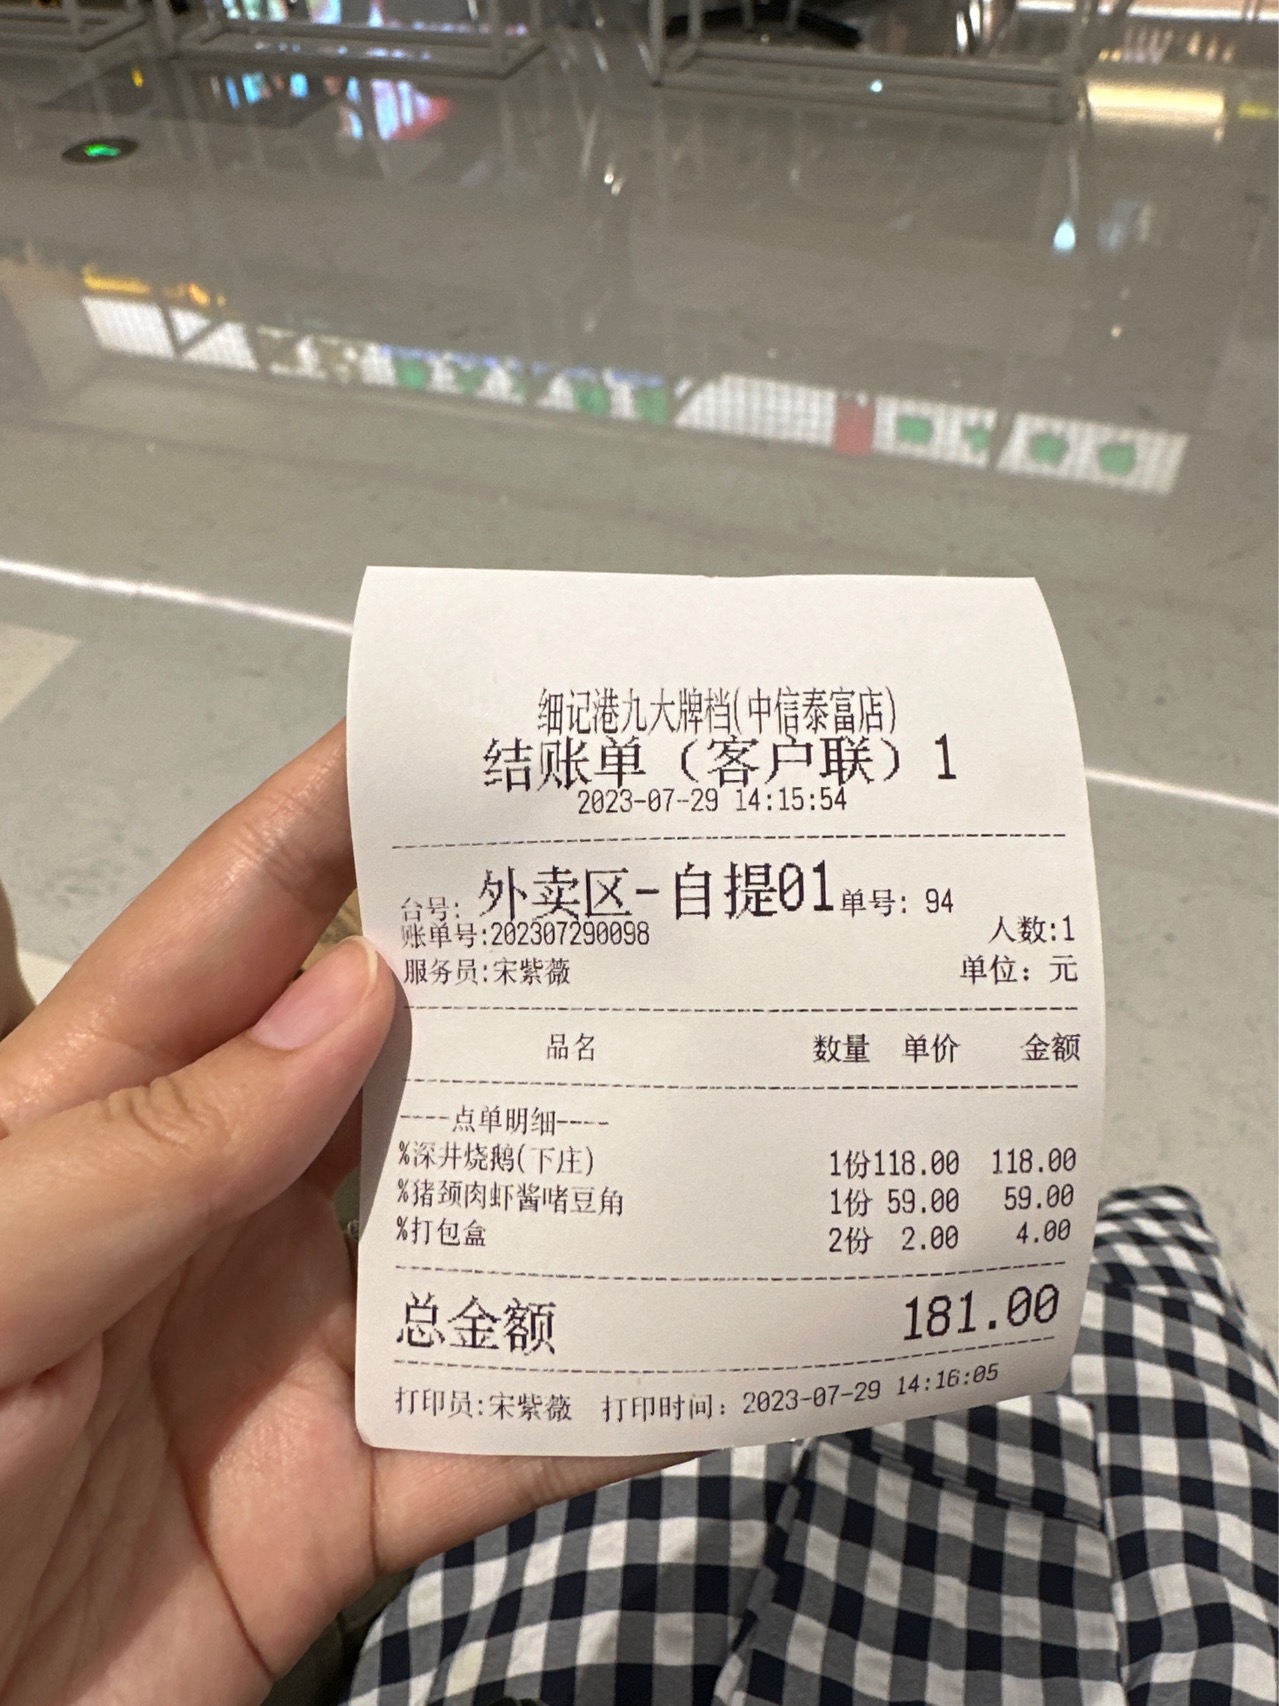 细记港九大牌档(中信泰富店)
结账单（客户联）1
2023-07-29 14:15:54
台号: 外卖区-自提01 单号: 94
账单号:202307290098 人数:1
服务员:宋紫薇 单位：元
品名 数量 单价 金额
----点单明细----
%深井烧鹅(下庄) 1份118.00 118.00
%猪颈肉虾酱啫豆角 1份 59.00 59.00
%打包盒 2份 2.00 4.00
总金额 181.00
打印员:宋紫薇 打印时间：2023-07-29 14:16:05